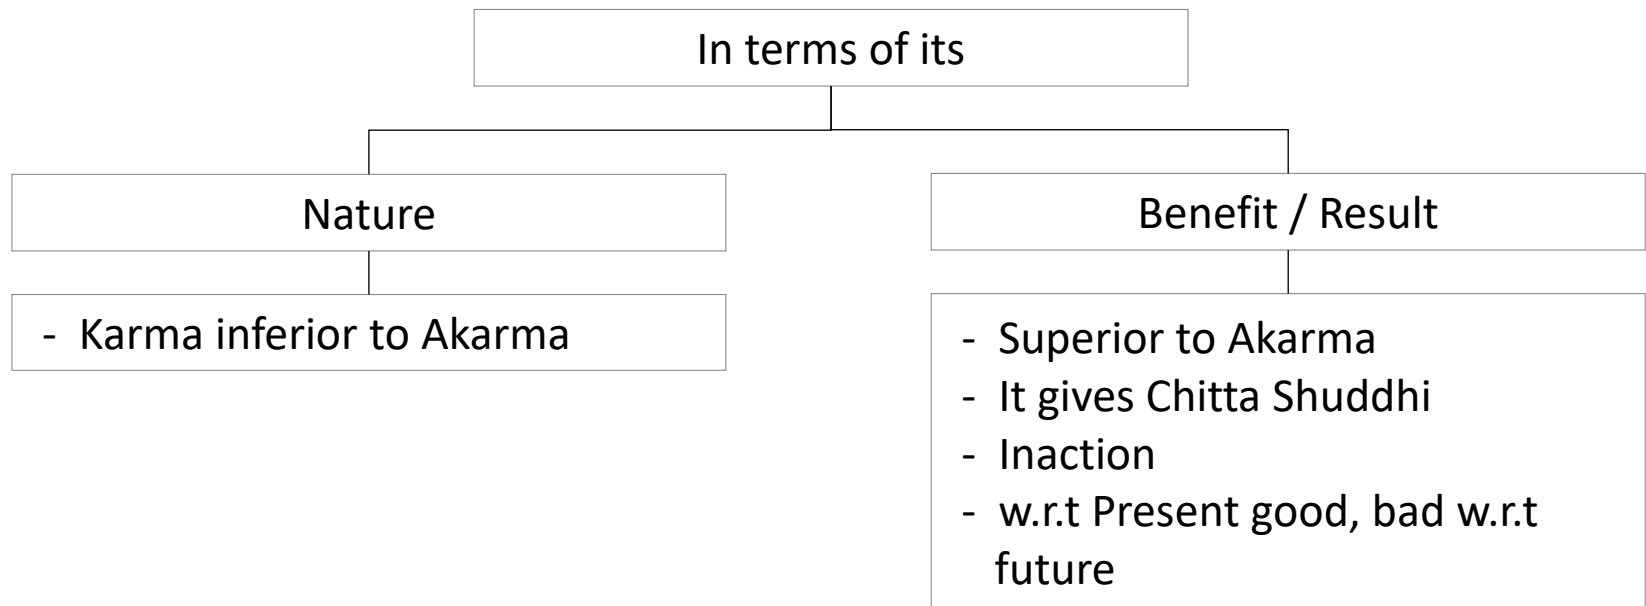 In terms of its
Nature
Benefit / Result
- Karma inferior to Akarma
- Superior to Akarma
- It gives Chitta Shuddhi
- Inaction
- w.r.t Present good, bad w.r.t
future